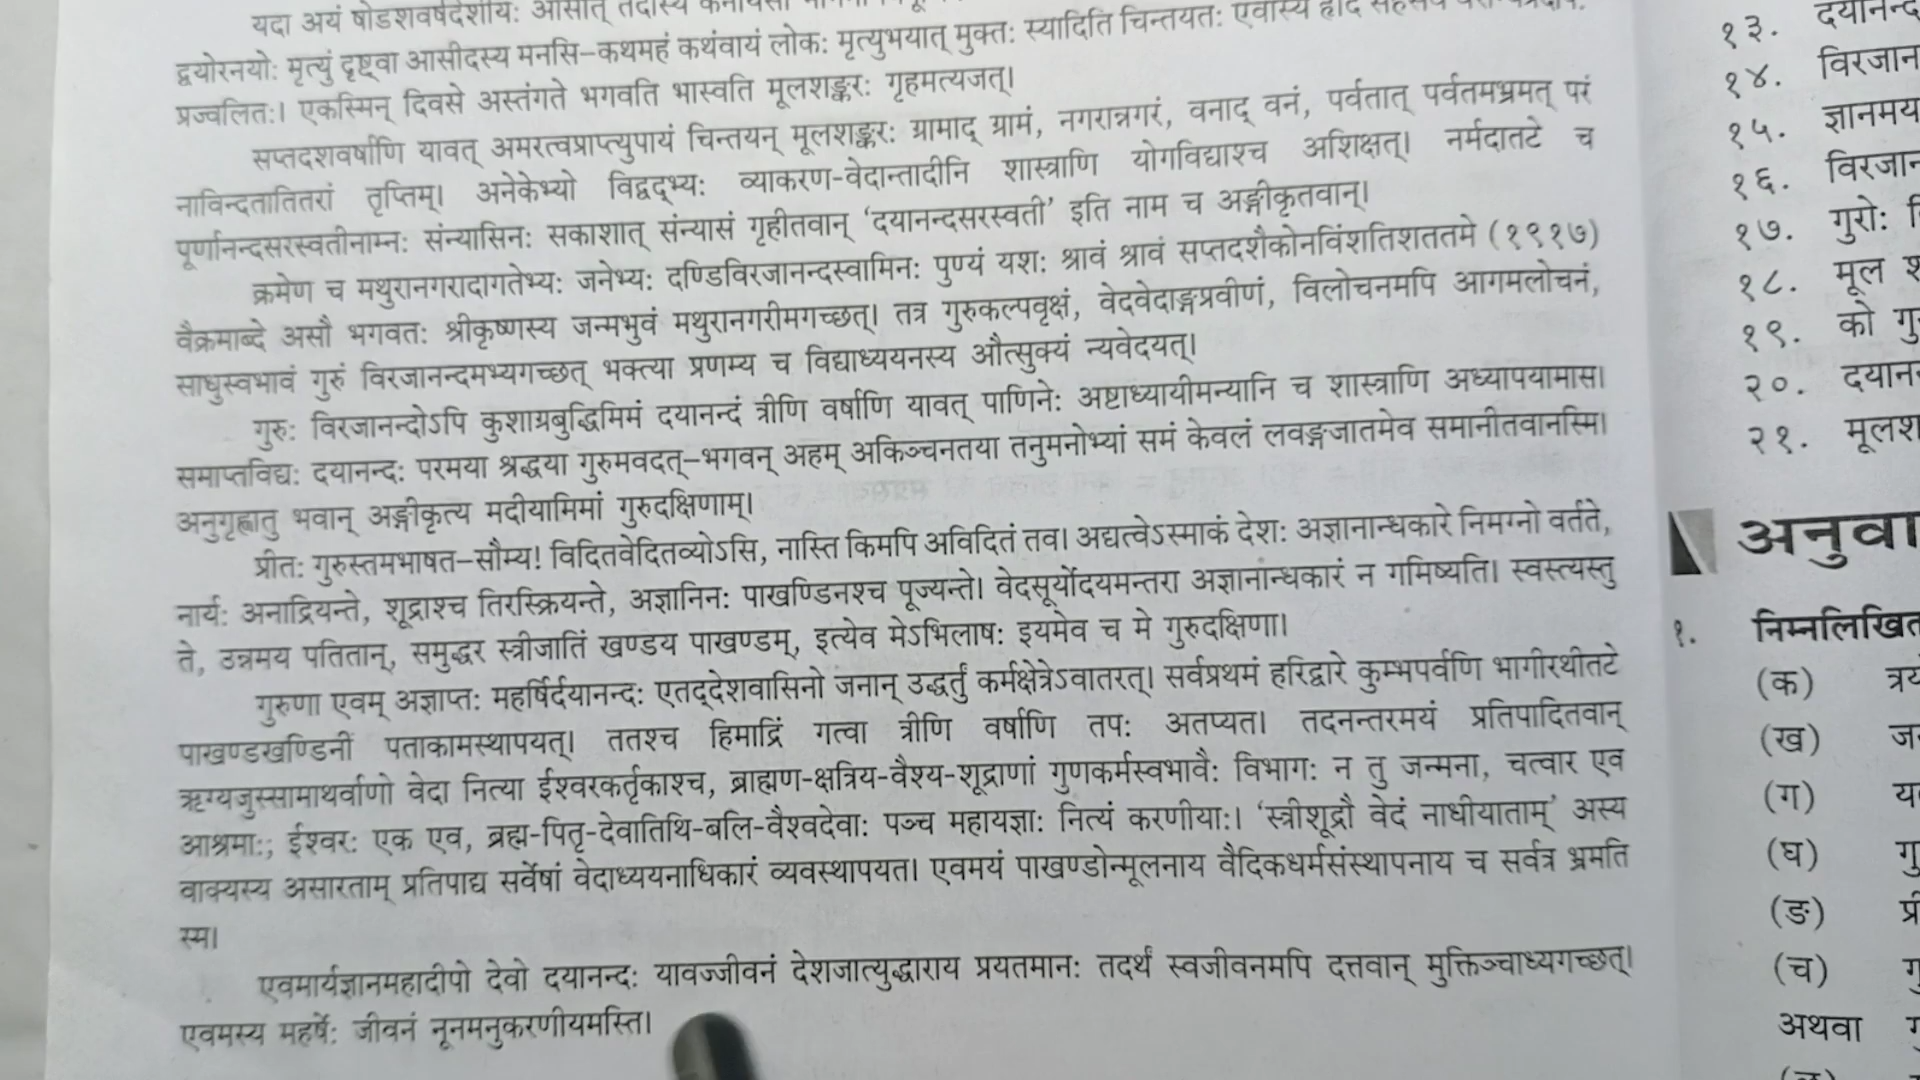 यदा अयं षोडशवर्षदेशीयः आसीत् तदास्य
द्वयोरनयोः मृत्युं दृष्ट्वा आसीदस्य मनसि–कथमहं कथंवायं लोकः मृत्युभयात् मुक्तः स्यादिति चिन्तयतः एवास्य हृदि
प्रज्वलितः। एकस्मिन् दिवसे अस्तंगते भगवति भास्वति मूलशङ्करः गृहमत्यजत्।
सप्तदशवर्षाणि यावत् अमरत्वप्राप्त्युपायं चिन्तयन् मूलशङ्करः ग्रामाद् ग्रामं, नगरान्नगरं, वनाद् वनं, पर्वतात् पर्वतमभ्रमत् परं
नाविन्दतातितरां तृप्तिम्। अनेकेभ्यो विद्वद्भ्यः व्याकरण-वेदान्तादीनि शास्त्राणि योगविद्याश्च अशिक्षत्। नर्मदातटे च
पूर्णानन्दसरस्वतीनाम्नः संन्यासिनः सकाशात् संन्यासं गृहीतवान् ‘दयानन्दसरस्वती’ इति नाम च अङ्गीकृतवान्।
क्रमेण च मथुरानगरादागतेभ्यः जनेभ्यः दण्डिविरजानन्दस्वामिनः पुण्यं यशः श्रावं श्रावं सप्तदशैकोनविंशतिशततमे (१९१७)
वैक्रमाब्दे असौ भगवतः श्रीकृष्णस्य जन्मभुवं मथुरानगरीमगच्छत्। तत्र गुरुकल्पवृक्षं, वेदवेदाङ्गप्रवीणं, विलोचनमपि आगमलोचनं,
साधुस्वभावं गुरुं विरजानन्दमभ्यगच्छत् भक्त्या प्रणम्य च विद्याध्ययनस्य औत्सुक्यं न्यवेदयत्।
गुरुः विरजानन्दोऽपि कुशाग्रबुद्धिमिमं दयानन्दं त्रीणि वर्षाणि यावत् पाणिनेः अष्टाध्यायीमन्यानि च शास्त्राणि अध्यापयामास।
समाप्तविद्यः दयानन्दः परमया श्रद्धया गुरुमवदत्–भगवन् अहम् अकिञ्चनतया तनुमनोभ्यां समं केवलं लवङ्गजातमेव समानीतवानस्मि।
अनुगृह्णातु भवान् अङ्गीकृत्य मदीयामिमां गुरुदक्षिणाम्।
प्रीतः गुरुस्तमभाषत–सौम्य! विदितवेदितव्योऽसि, नास्ति किमपि अविदितं तव। अद्यत्वेऽस्माकं देशः अज्ञानान्धकारे निमग्नो वर्तते,
नार्यः अनाद्रियन्ते, शूद्राश्च तिरस्क्रियन्ते, अज्ञानिनः पाखण्डिनश्च पूज्यन्ते। वेदसूर्योदयमन्तरा अज्ञानान्धकारं न गमिष्यति। स्वस्त्यस्तु
ते, उन्नमय पतितान्, समुद्धर स्त्रीजातिं खण्डय पाखण्डम्, इत्येव मेऽभिलाषः इयमेव च मे गुरुदक्षिणा।
गुरुणा एवम् अज्ञाप्तः महर्षिर्दयानन्दः एतद्देशवासिनो जनान् उद्धर्तुं कर्मक्षेत्रेऽवातरत्। सर्वप्रथमं हरिद्वारे कुम्भपर्वणि भागीरथीतटे
पाखण्डखण्डिनीं पताकामस्थापयत्। ततश्च हिमाद्रिं गत्वा त्रीणि वर्षाणि तपः अतप्यत। तदनन्तरमयं प्रतिपादितवान्
ऋग्यजुस्सामाथर्वाणो वेदा नित्या ईश्वरकर्तृकाश्च, ब्राह्मण-क्षत्रिय-वैश्य-शूद्राणां गुणकर्मस्वभावैः विभागः न तु जन्मना, चत्वार एव
आश्रमाः; ईश्वरः एक एव, ब्रह्म-पितृ-देवातिथि-बलि-वैश्वदेवाः पञ्च महायज्ञाः नित्यं करणीयाः। ‘स्त्रीशूद्रौ वेदं नाधीयाताम्’ अस्य
वाक्यस्य असारताम् प्रतिपाद्य सर्वेषां वेदाध्ययनाधिकारं व्यवस्थापयत। एवमयं पाखण्डोन्मूलनाय वैदिकधर्मसंस्थापनाय च सर्वत्र भ्रमति
स्म।
एवमार्यज्ञानमहादीपो देवो दयानन्दः यावज्जीवनं देशजात्युद्धाराय प्रयतमानः तदर्थं स्वजीवनमपि दत्तवान् मुक्तिञ्चाध्यगच्छत्।
एवमस्य महर्षेः जीवनं नूनमनुकरणीयमस्ति।
१३. दयानन्द
१४. विरजान
१५. ज्ञानमय
१६. विरजान
१७. गुरोः
१८. मूल
१९. को गु
२०. दयान
२१. मूलश
अनुवा
१. निम्नलिखित
(क)
(ख)
(ग)
(घ) गु
(ङ)
(च)
अथवा